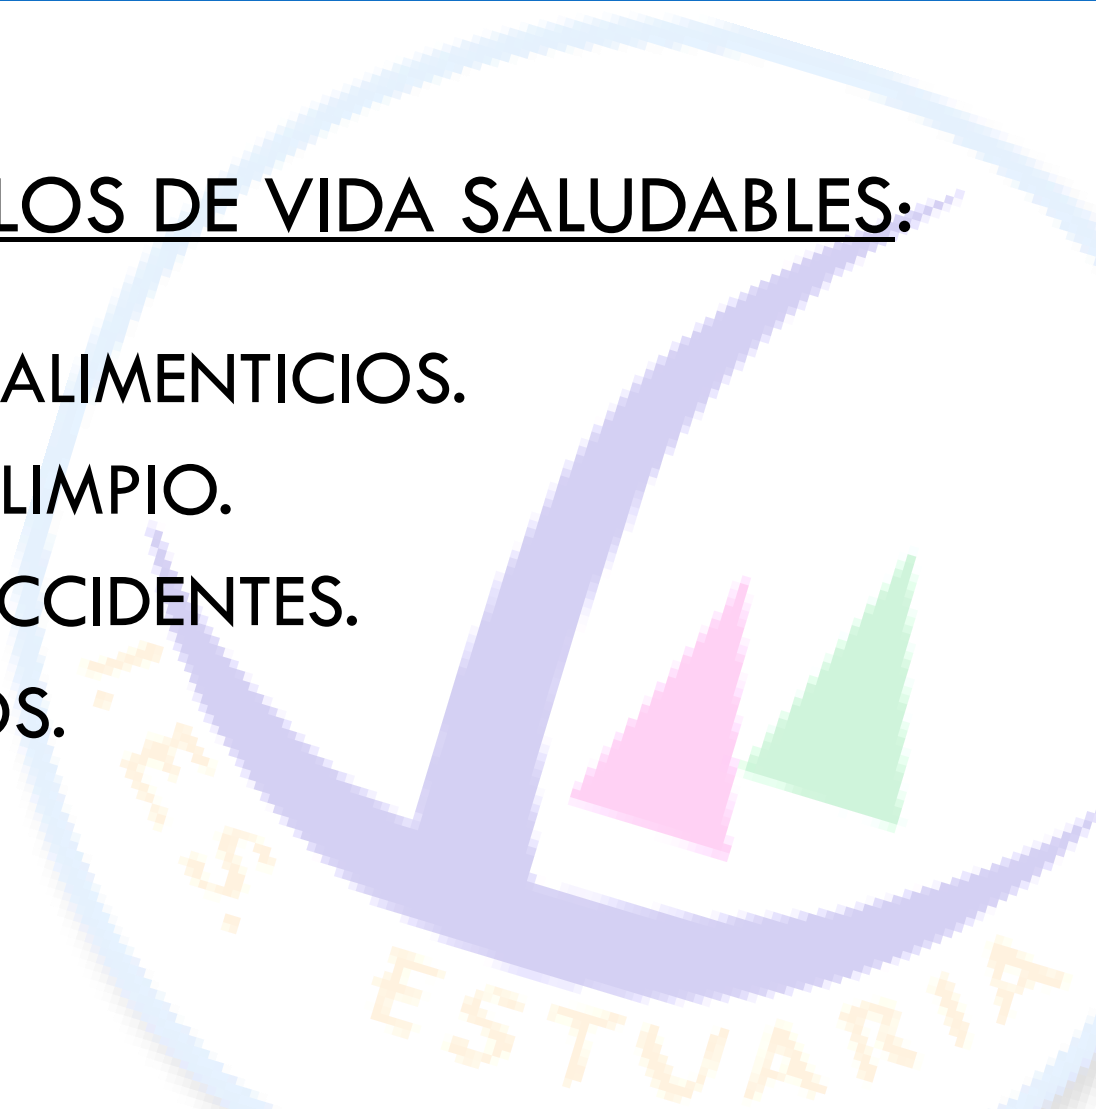 LOS DE VIDA SALUDABLES:
ALIMENTICIOS.
LIMPIO.
CCIDENTES.
OS.
I.E.S. ESTUARIA